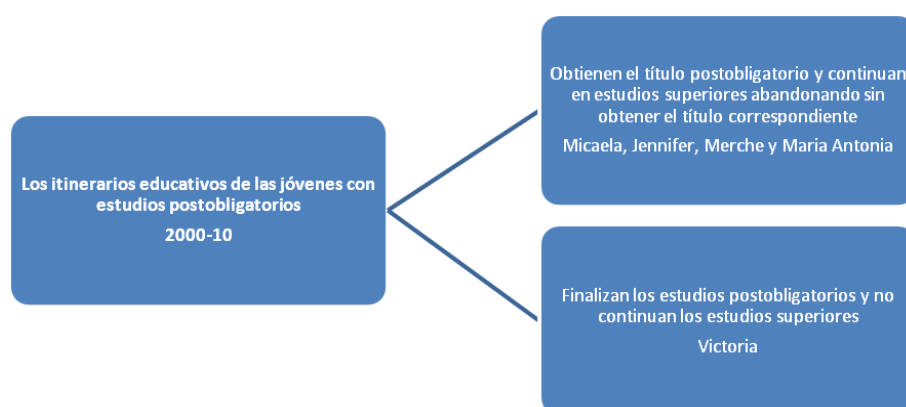 Los itinerarios educativos de las jóvenes con
estudios postobligatorios
2000-10
Obtienen el título postobligatorio y continuan
en estudios superiores abandonando sin
obtener el título correspondiente
Micaela, Jennifer, Merche y Maria Antonia
Finalizan los estudios postobligatorios y no
continuan los estudios superiores
Victoria